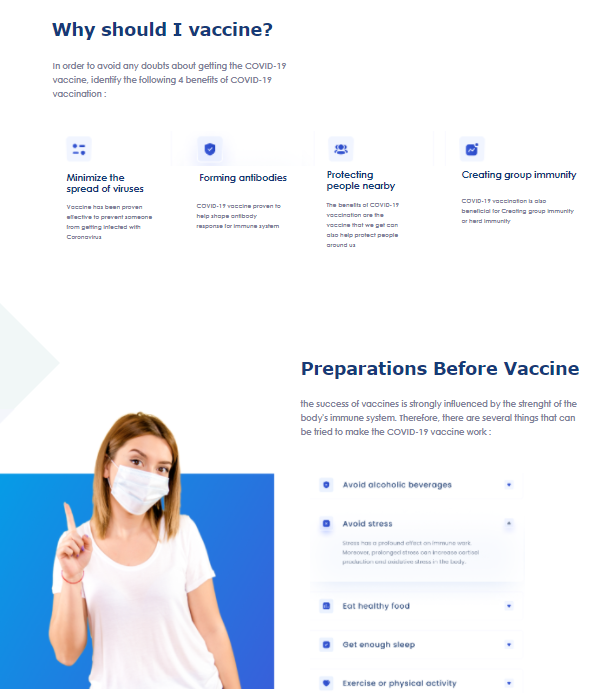 Why should I vaccine?
In order to avoid any doubts about getting the COVID-19
vaccine, identify the following 4 benefits of COVID-19
vaccination :
Minimize the
spread of viruses
Vaccine has been proven
effective to prevent someone
from getting infected with
Coronavirus
Forming antibodies
COVID-19 vaccine proven to
help shape antibody
response for immune system
Protecting
people nearby
The benefits of COVID-19
vaccination are the
vaccine that we get can
also help protect people
around us
Creating group immunity
COVID-19 vaccination is also
beneficial for Creating group immunity
or herd immunity
Preparations Before Vaccine
the success of vaccines is strongly influenced by the strenght of the
body's immune system. Therefore, there are several things that can
be tried to make the COVID-19 vaccine work :
Avoid alcoholic beverages
Avoid stress
Stress has a profound effect on immune work.
Moreover, prolonged stress can increase cortisol
production and oxidative stress in the body.
Eat healthy food
Get enough sleep
Exercise or physical activity